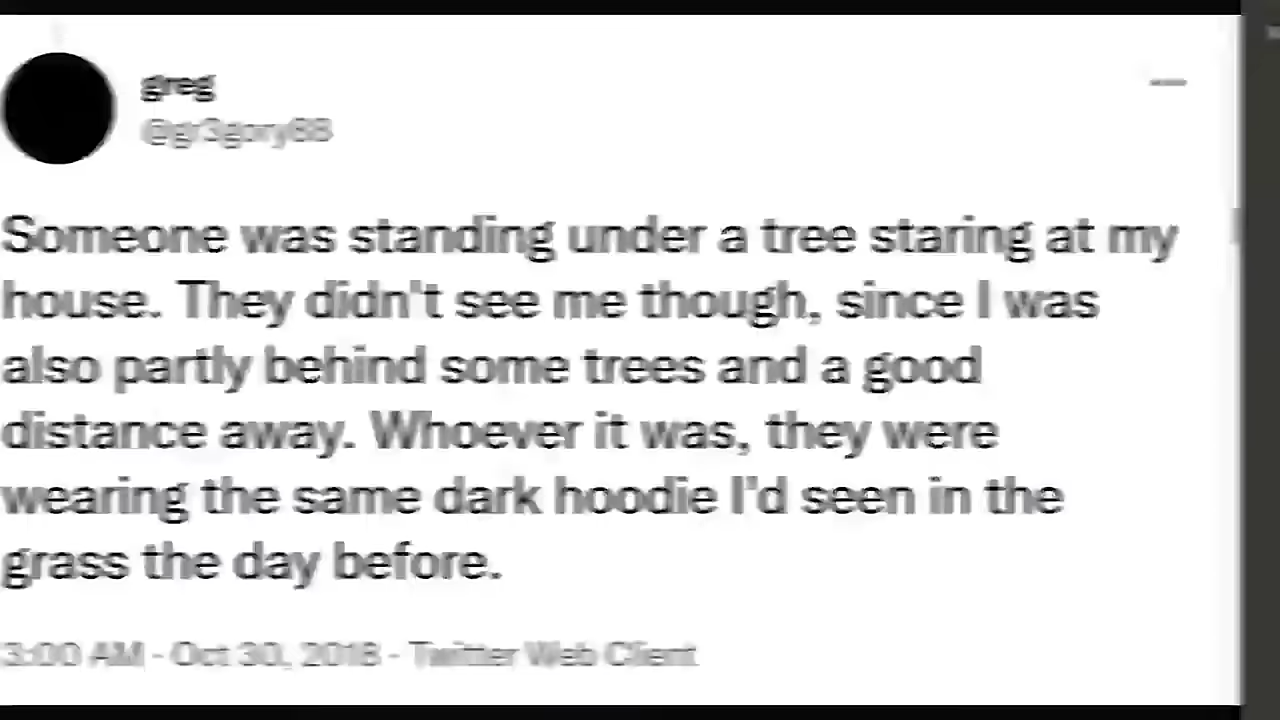 greg
@gr3gory88
Someone was standing under a tree staring at my
house. They didn't see me though, since I was
also partly behind some trees and a good
distance away. Whoever it was, they were
wearing the same dark hoodie I'd seen in the
grass the day before.
3:00 AM · Oct 30, 2018 · Twitter Web Client